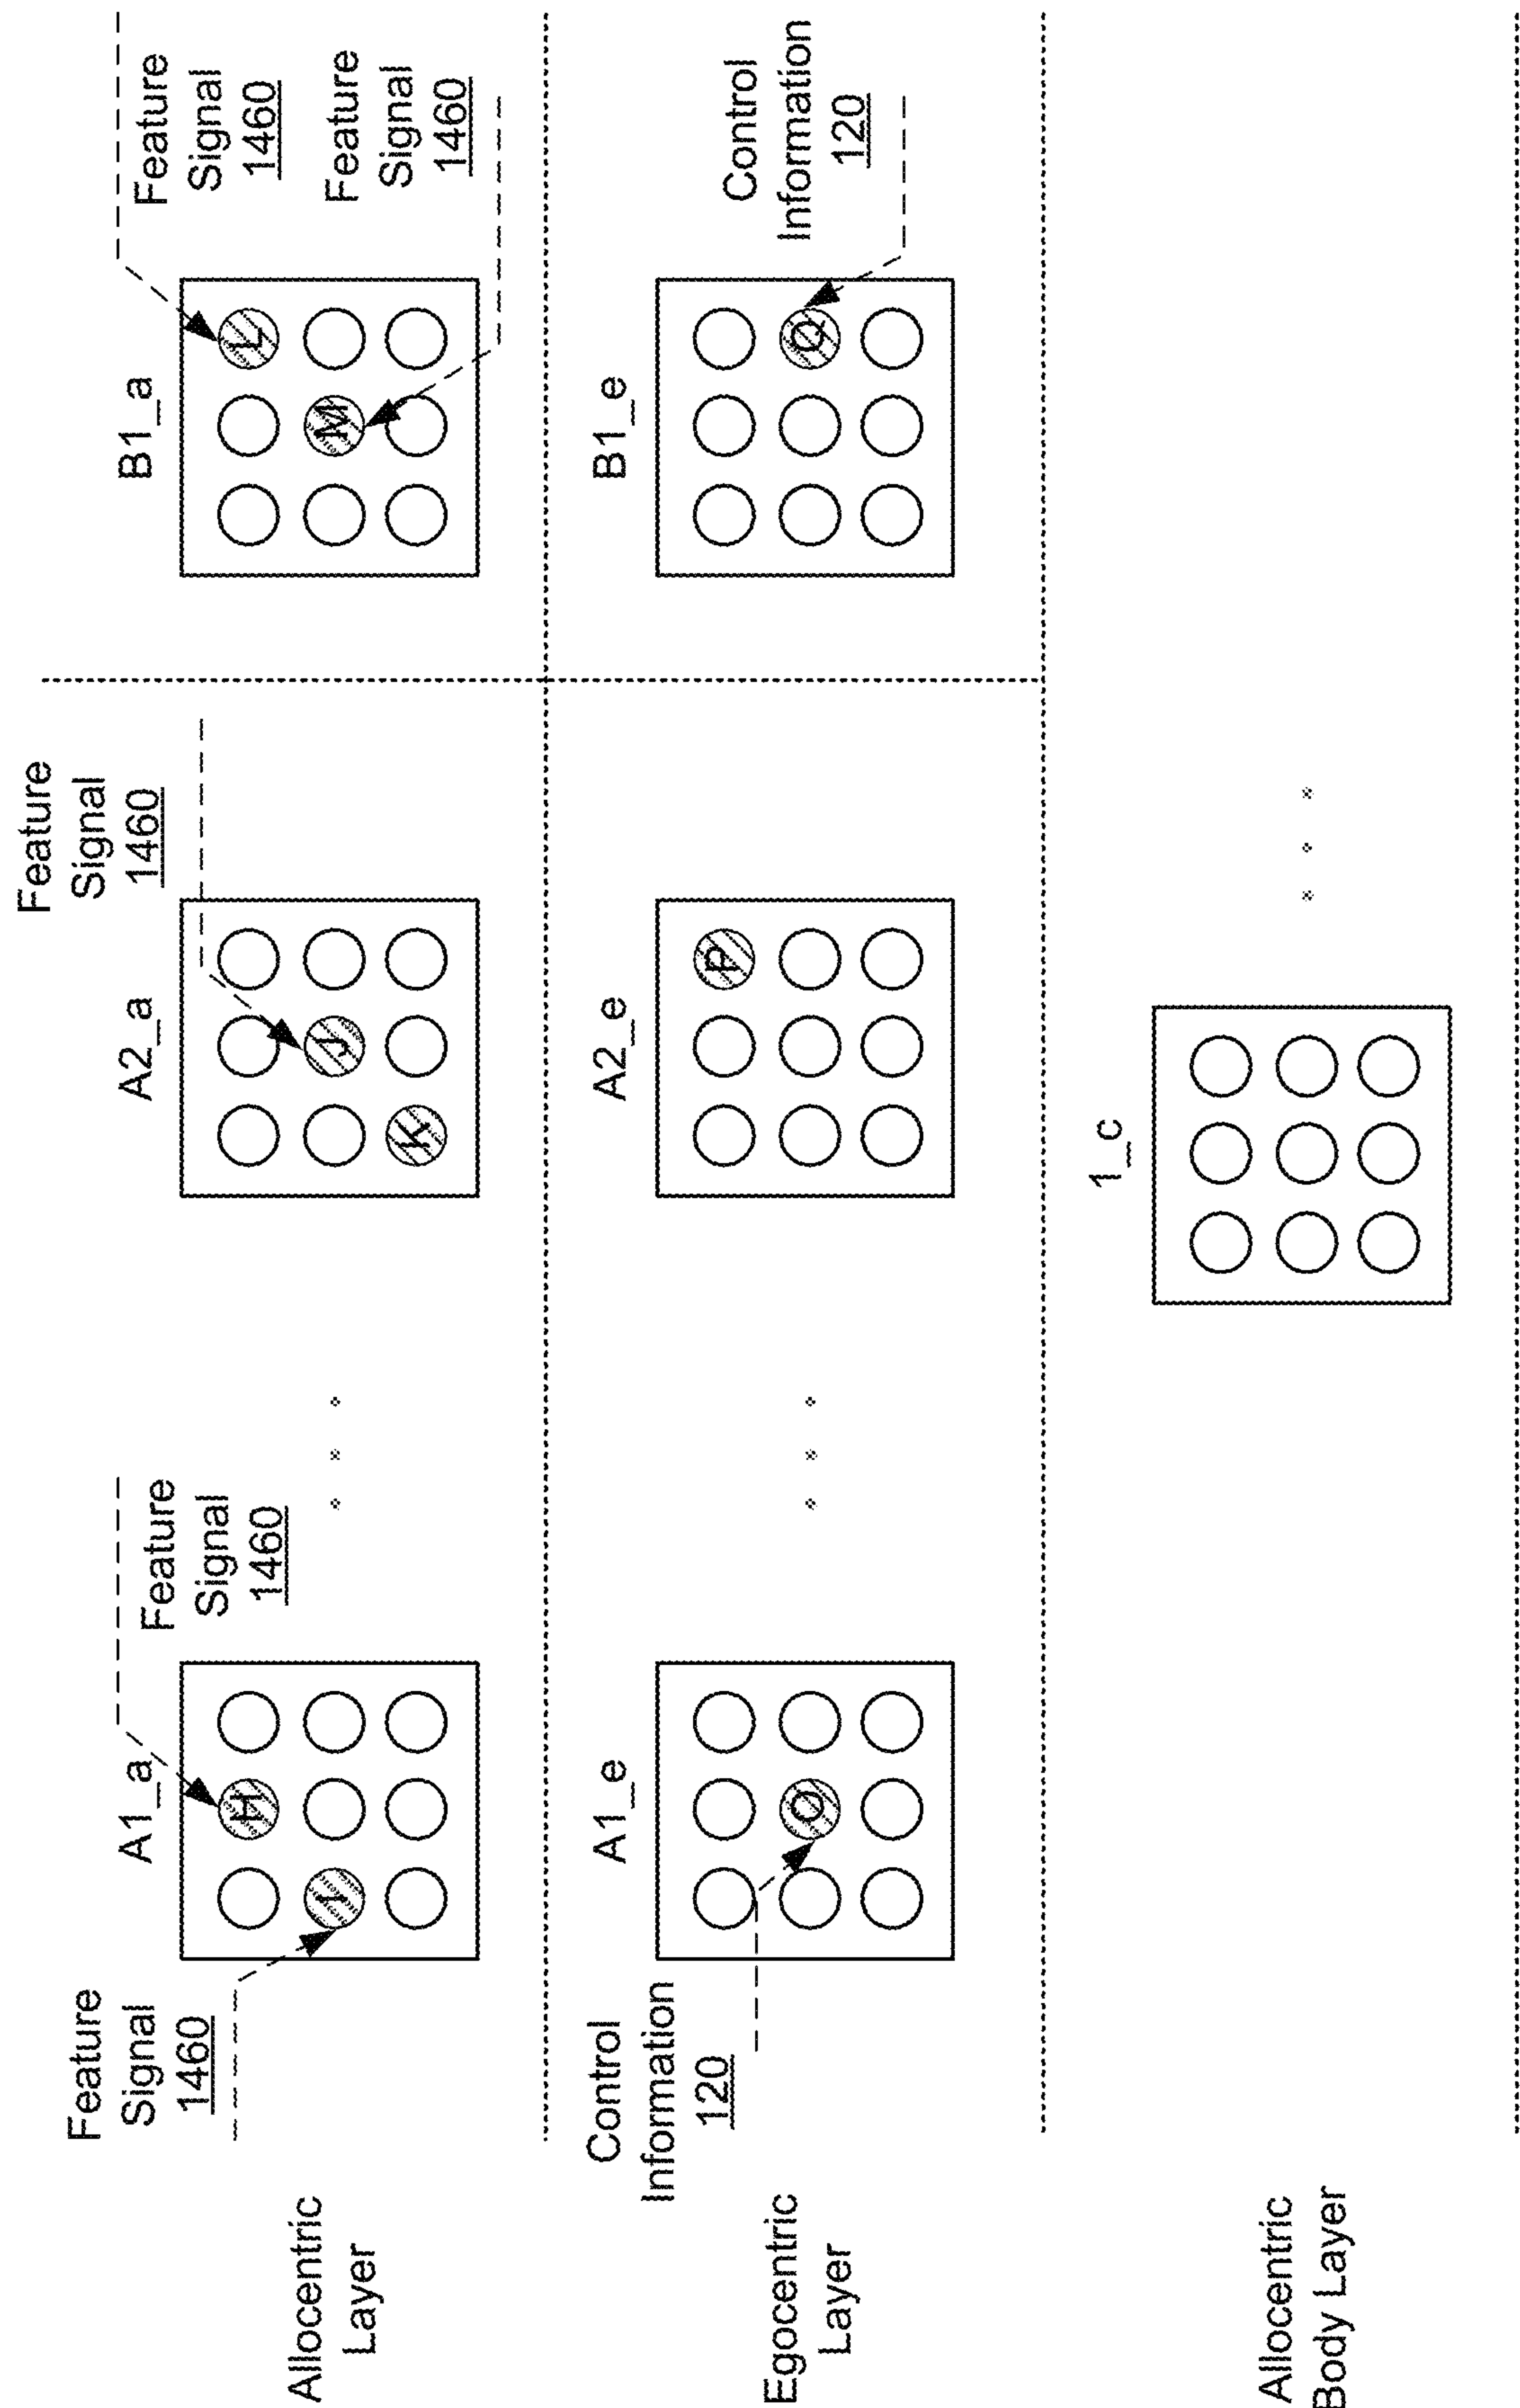 Allocentric
Layer
Feature
Signal
1460
A1_a
H
I
Feature
Signal
1460
A2_a
J
K
Feature
Signal
1460
B1_a
L
M
Feature
Signal
1460
Feature
Signal
1460
Egocentric
Layer
Control
Information
120
A1_e
O
A2_e
P
B1_e
Q
Control
Information
120
Allocentric
Body Layer
1_c